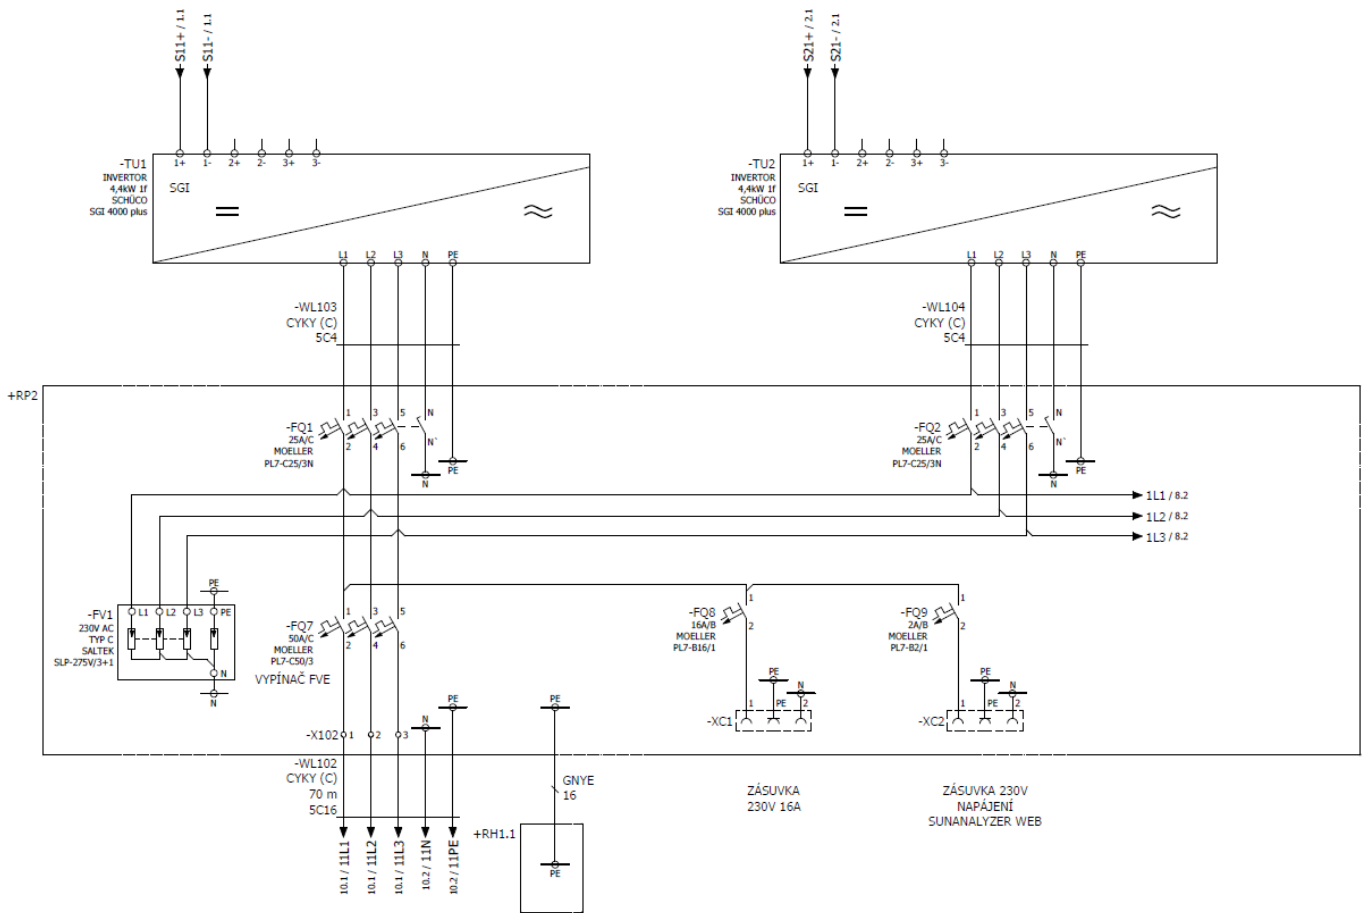 S11+ / 1.1
S11- / 1.1
S21+ / 2.1
S21- / 2.1
-TU1
INVERTOR
4,4kW 1f
SCHÜCO
SGI 4000 plus
1+ 1- 2+ 2- 3+ 3-
SGI
L1 L2 L3 N PE
-TU2
INVERTOR
4,4kW 1f
SCHÜCO
SGI 4000 plus
1+ 1- 2+ 2- 3+ 3-
SGI
L1 L2 L3 N PE
-WL103
CYKY (C)
5C4
-WL104
CYKY (C)
5C4
+RP2
-FQ1
25A/C
MOELLER
PL7-C25/3N
1 3 5 N
2 4 6 N`
N
PE
-FQ2
25A/C
MOELLER
PL7-C25/3N
1 3 5 N
2 4 6 N`
N
PE
1L1 / 8.2
1L2 / 8.2
1L3 / 8.2
PE
-FV1
230V AC
TYP C
SALTEK
SLP-275V/3+1
L1 L2 L3 PE
N
N
-FQ7
50A/C
MOELLER
PL7-C50/3
1 3 5
2 4 6
VYPÍNAČ FVE
-FQ8
16A/B
MOELLER
PL7-B16/1
1
2
-FQ9
2A/B
MOELLER
PL7-B2/1
1
2
-XC1
PE
N
1 PE 2
-XC2
PE
N
1 PE 2
-X102
1 2 3
N
PE
PE
-WL102
CYKY (C)
70 m
5C16
GNYE
16
ZÁSUVKA
230V 16A
ZÁSUVKA 230V
NAPÁJENÍ
SUNANALYZER WEB
10.1 / 11L1
10.1 / 11L2
10.1 / 11L3
10.2 / 11N
10.2 / 11PE
+RH1.1
PE